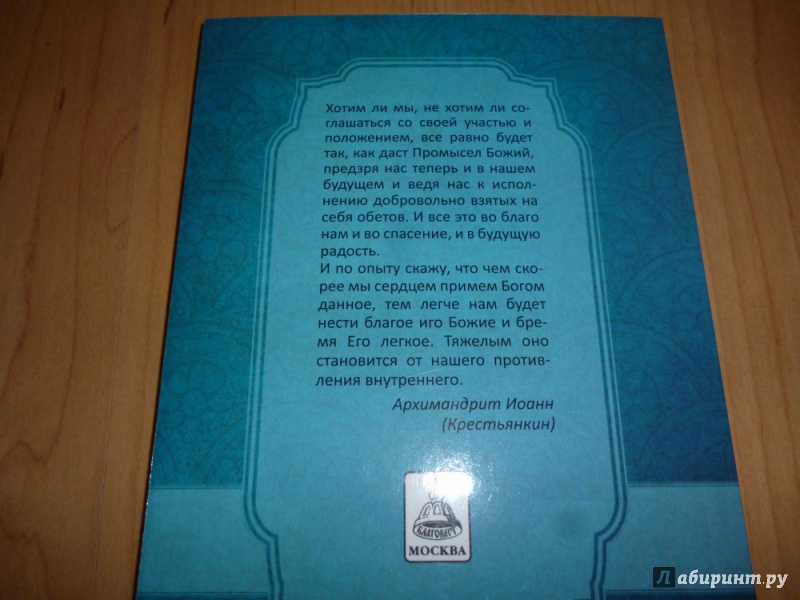 Хотим ли мы, не хотим ли со-
глашаться со своей участью и
положением, все равно будет
так, как даст Промысел Божий,
предзря нас теперь и в нашем
будущем и ведя нас к испол-
нению добровольно взятых на
себя обетов. И все это во благо
нам и во спасение, и в будущую
радость.
И по опыту скажу, что чем ско-
рее мы сердцем примем Богом
данное, тем легче нам будет
нести благое иго Божие и бре-
мя Его легкое. Тяжелым оно
становится от нашего против-
ления внутреннего.
Архимандрит Иоанн
(Крестьянкин)
БЛАГОВЕСТ
МОСКВА
Лабиринт.ру